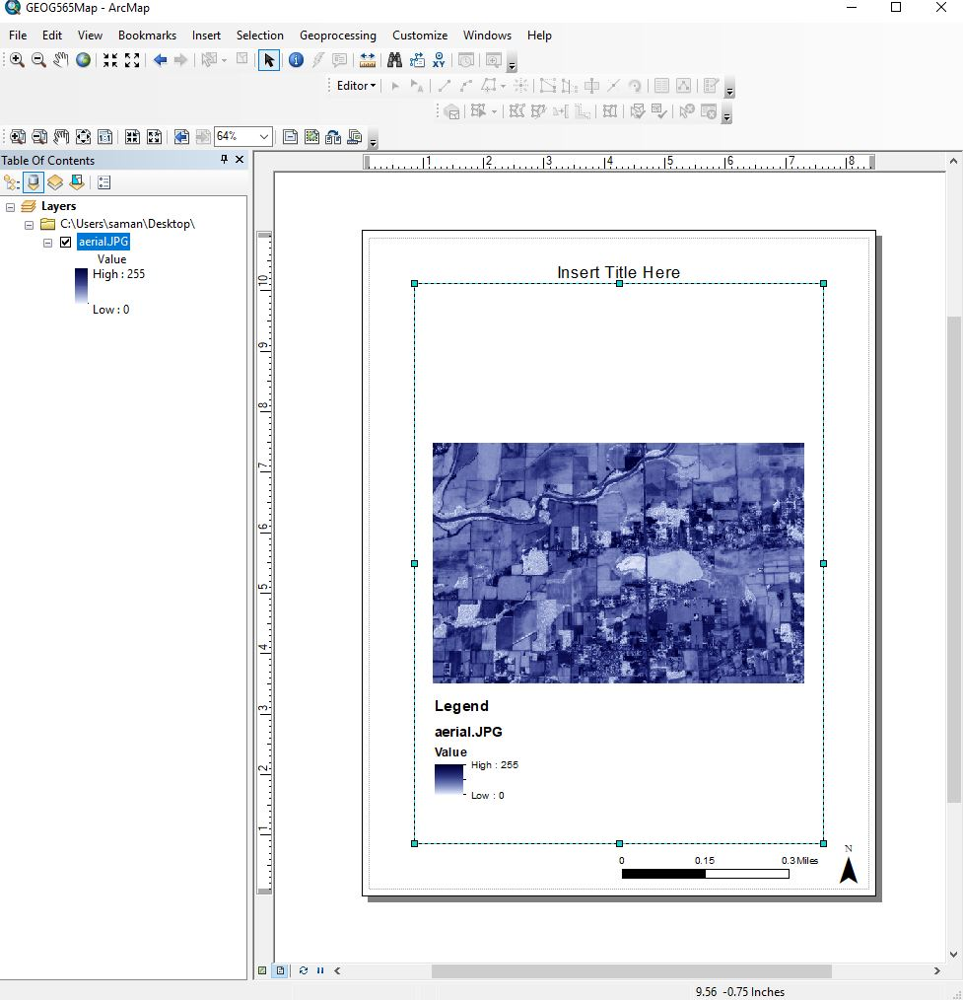 GEOG565Map - ArcMap
File Edit View Bookmarks Insert Selection Geoprocessing Customize Windows Help
XY
Editor
1:1
64%
Table Of Contents
1 2 3 4 5 6 7 8
Layers
C:\Users\saman\Desktop\
aerial.JPG
Value
High : 255
Low : 0
10
9
8
7
6
5
4
3
2
1
Insert Title Here
Legend
aerial.JPG
Value
High : 255
Low : 0
N
0 0.15 0.3 Miles
9.56 -0.75 Inches